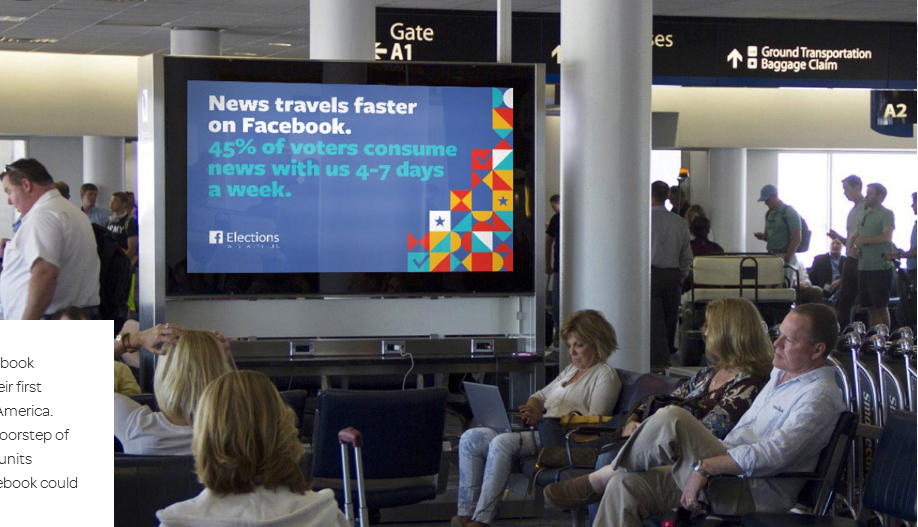 Gate
A1
ses
Ground Transportation
Baggage Claim
A2
News travels faster
on Facebook.
45% of voters consume
news with us 4-7 days
a week.
f Elections
book
eir first
America.
oorstep of
units
ebook could